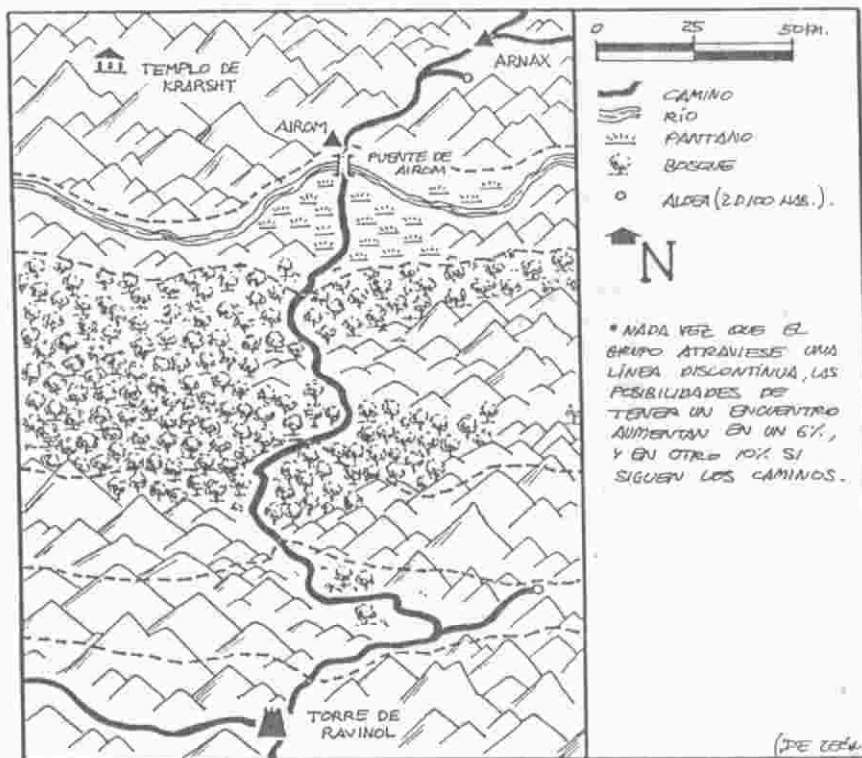 TEMPLO DE
KRARSHT
ARNAX
AIROM
PUENTE DE
AIROM
TORRE DE
RAVINOL
0 25 50 M.
CAMINO
RÍO
PANTANO
BOSQUE
ALDEA (2D100 HAB.).
N
* NADA VEZ QUE EL
GRUPO ATRAVIESE UNA
LÍNEA DISCONTÍNUA, LAS
POSIBILIDADES DE
TENER UN ENCUENTRO
AUMENTAN EN UN 6%,
Y EN OTRO 10% SI
SIGUEN LOS CAMINOS.
(DE